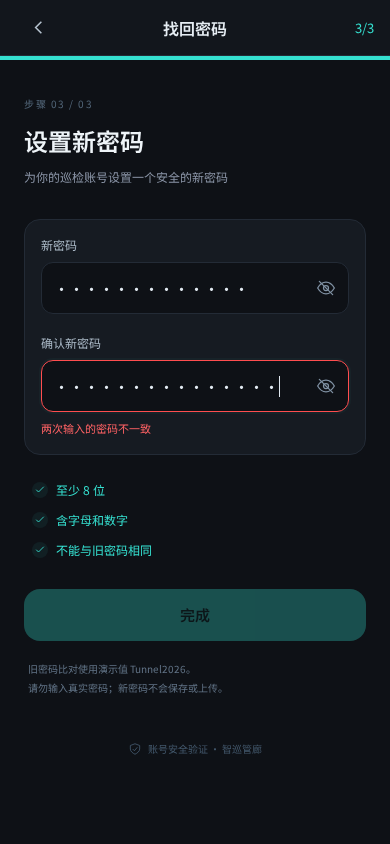 找回密码
3/3
步骤 03 / 03
设置新密码
为你的巡检账号设置一个安全的新密码
新密码
•••••••••••••
确认新密码
•••••••••••••••
两次输入的密码不一致
至少 8 位
含字母和数字
不能与旧密码相同
完成
旧密码比对使用演示值 Tunnel2026。
请勿输入真实密码；新密码不会保存或上传。
账号安全验证 · 智巡管廊